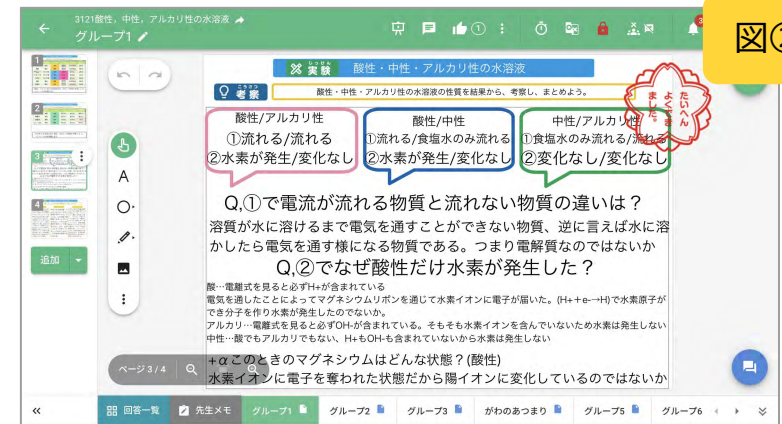 3121酸性，中性，アルカリ性の水溶液
グループ1
1
3
図②
1
2
3
4
追加
A
ページ 3 / 4
じっけん
実験
酸性・中性・アルカリ性の水溶液
こうさつ
考察
酸性・中性・アルカリ性の水溶液の性質を結果から、考察し、まとめよう。
たいへん
よくでき
ました。
酸性/アルカリ性
①流れる/流れる
②水素が発生/変化なし
酸性/中性
①流れる/食塩水のみ流れる
②水素が発生/変化なし
中性/アルカリ性
①食塩水のみ流れる/流れる
②変化なし/変化なし
Q,①で電流が流れる物質と流れない物質の違いは？
溶質が水に溶けるまで電気を通すことができない物質、逆に言えば水に溶
かしたら電気を通す様になる物質である。つまり電解質なのではないか
Q,②でなぜ酸性だけ水素が発生した？
酸…電離式を見ると必ずH+が含まれている
電気を通したことによってマグネシウムリボンを通じて水素イオンに電子が届いた。(H++e-→H)で水素原子が
でき分子を作り水素が発生したのでないか。
アルカリ…電離式を見ると必ずOH-が含まれている。そもそも水素イオンを含んでいないため水素は発生しない
中性…酸でもアルカリでもない、H+もOH-も含まれていないから水素は発生しない
+αこのときのマグネシウムはどんな状態？(酸性)
水素イオンに電子を奪われた状態だから陽イオンに変化しているのではないか
回答一覧
先生メモ
グループ1
グループ2
グループ3
がわのあつまり
グループ5
グループ6